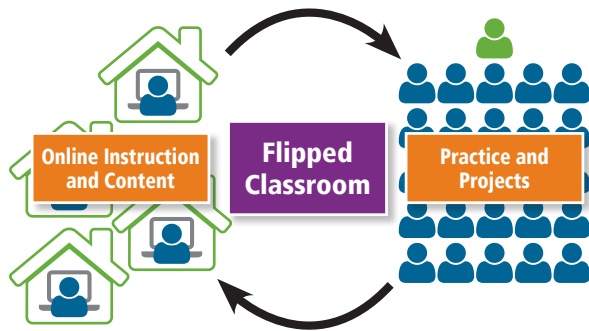 Online Instruction
and Content
Flipped
Classroom
Practice and
Projects